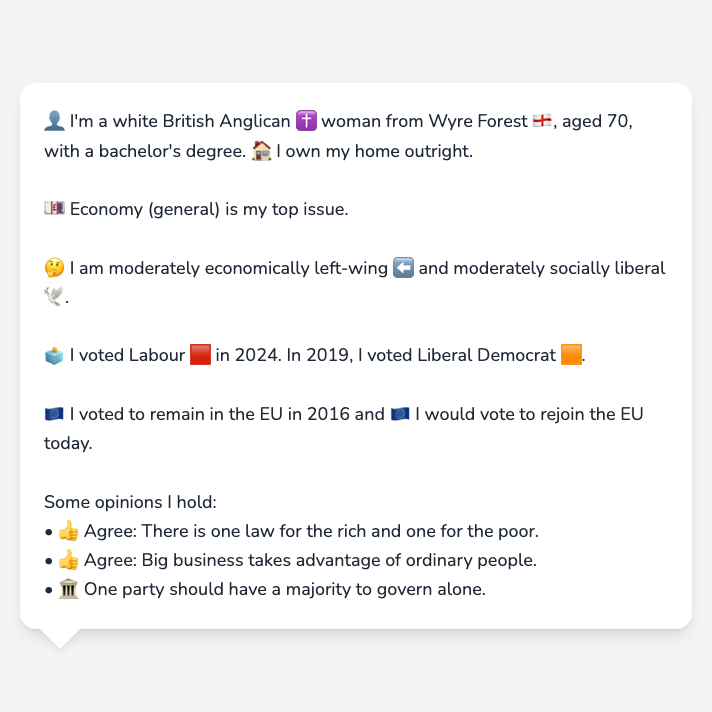 👤 I'm a white British Anglican ✝️ woman from Wyre Forest 🏴󠁧󠁢󠁥󠁮󠁧󠁿, aged 70,
with a bachelor's degree. 🏠 I own my home outright.
💷 Economy (general) is my top issue.
🤔 I am moderately economically left-wing ⬅️ and moderately socially liberal
🕊️.
🗳️ I voted Labour 🟥 in 2024. In 2019, I voted Liberal Democrat 🟧.
🇪🇺 I voted to remain in the EU in 2016 and 🇪🇺 I would vote to rejoin the EU
today.
Some opinions I hold:
• 👍 Agree: There is one law for the rich and one for the poor.
• 👍 Agree: Big business takes advantage of ordinary people.
• 🏛️ One party should have a majority to govern alone.